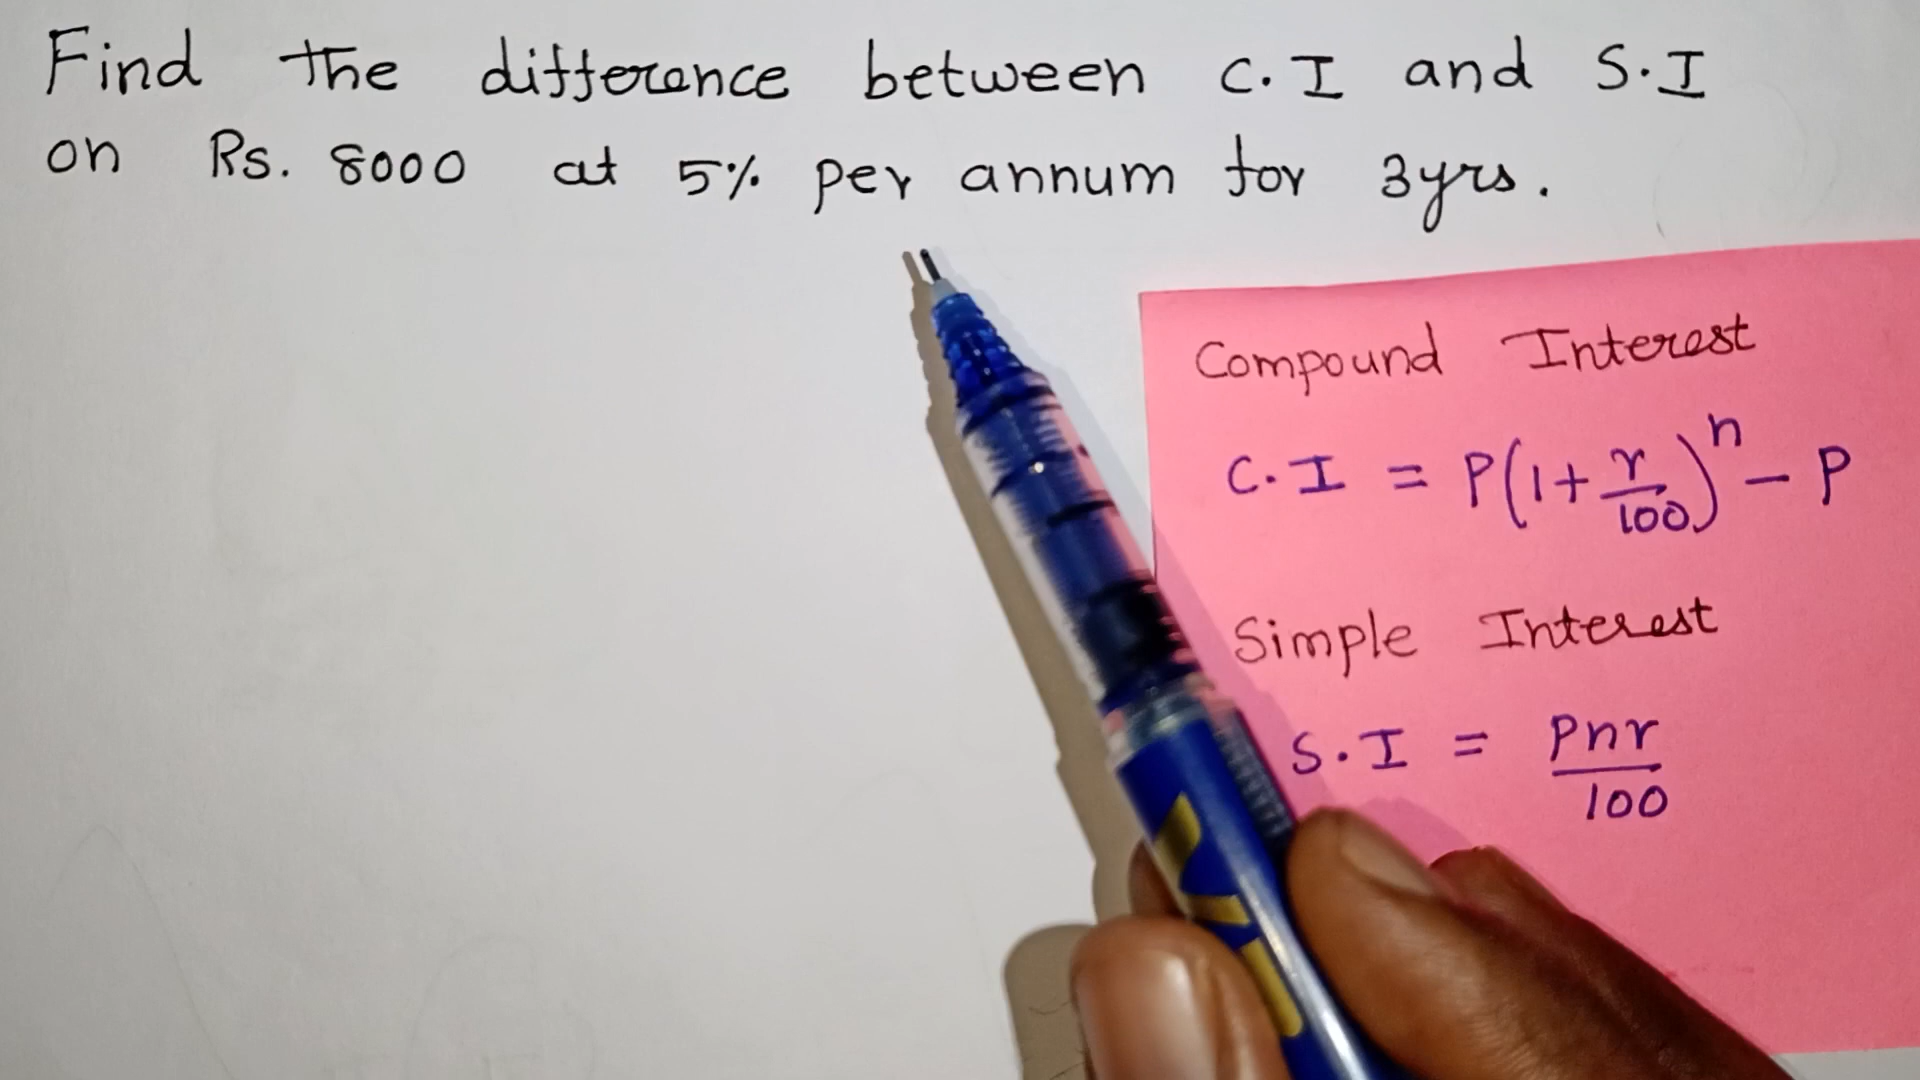 Find the difference between C.I and S.I
on Rs. 8000 at 5% per annum for 3yrs.
Compound Interest
C.I = P(1+r/100)^n - P
Simple Interest
S.I = Pnr/100